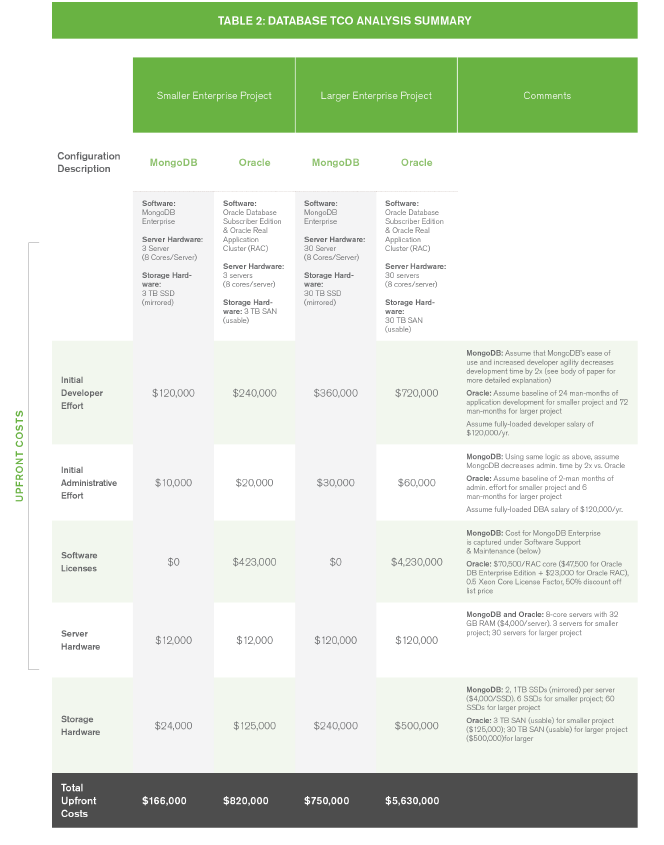 TABLE 2: DATABASE TCO ANALYSIS SUMMARY
Smaller Enterprise Project
Larger Enterprise Project
Comments
Configuration
Description
MongoDB
Oracle
MongoDB
Oracle
Software:
MongoDB
Enterprise
Server Hardware:
3 Server
(8 Cores/Server)
Storage Hard-
ware:
3 TB SSD
(mirrored)
Software:
Oracle Database
Subscriber Edition
& Oracle Real
Application
Cluster (RAC)
Server Hardware:
3 servers
(8 cores/server)
Storage Hard-
ware: 3 TB SAN
(usable)
Software:
MongoDB
Enterprise
Server Hardware:
30 Server
(8 Cores/Server)
Storage Hard-
ware:
30 TB SSD
(mirrored)
Software:
Oracle Database
Subscriber Edition
& Oracle Real
Application
Cluster (RAC)
Server Hardware:
30 servers
(8 cores/server)
Storage Hard-
ware:
30 TB SAN
(usable)
UPFRONT COSTS
Initial
Developer
Effort
$120,000
$240,000
$360,000
$720,000
MongoDB: Assume that MongoDB's ease of
use and increased developer agility decreases
development time by 2x (see body of paper for
more detailed explanation)
Oracle: Assume baseline of 24 man-months of
application development for smaller project and 72
man-months for larger project
Assume fully-loaded developer salary of
$120,000/yr.
Initial
Administrative
Effort
$10,000
$20,000
$30,000
$60,000
MongoDB: Using same logic as above, assume
MongoDB decreases admin. time by 2x vs. Oracle
Oracle: Assume baseline of 2-man months of
admin. effort for smaller project and 6
man-months for larger project
Assume fully-loaded DBA salary of $120,000/yr.
Software
Licenses
$0
$423,000
$0
$4,230,000
MongoDB: Cost for MongoDB Enterprise
is captured under Software Support
& Maintenance (below)
Oracle: $70,500/RAC core ($47,500 for Oracle
DB Enterprise Edition + $23,000 for Oracle RAC),
0.5 Xeon Core License Factor, 50% discount off
list price
Server
Hardware
$12,000
$12,000
$120,000
$120,000
MongoDB and Oracle: 8-core servers with 32
GB RAM ($4,000/server). 3 servers for smaller
project; 30 servers for larger project
Storage
Hardware
$24,000
$125,000
$240,000
$500,000
MongoDB: 2, 1TB SSDs (mirrored) per server
($4,000/SSD). 6 SSDs for smaller project; 60
SSDs for larger project
Oracle: 3 TB SAN (usable) for smaller project
($125,000); 30 TB SAN (usable) for larger project
($500,000)for larger
Total
Upfront
Costs
$166,000
$820,000
$750,000
$5,630,000